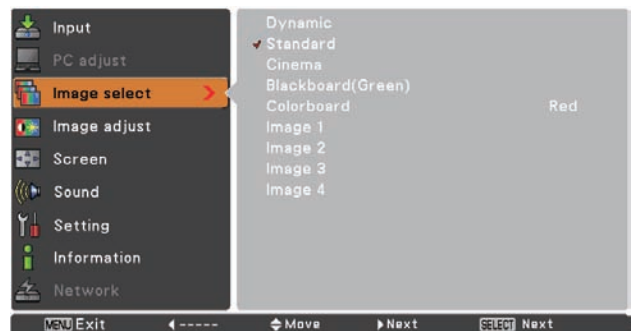 Input
PC adjust
Image select
Image adjust
Screen
Sound
Setting
Information
Network
Dynamic
Standard
Cinema
Blackboard(Green)
Colorboard Red
Image 1
Image 2
Image 3
Image 4
MENU Exit ----- Move Next SELECT Next